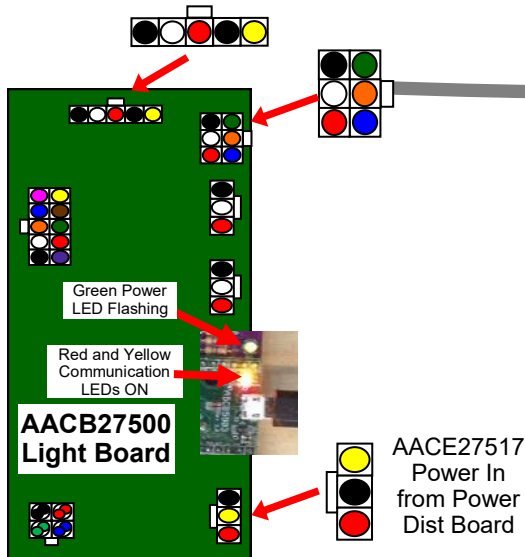 Green Power
LED Flashing
Red and Yellow
Communication
LEDs ON
AACB27500
Light Board
AACE27517
Power In
from Power
Dist Board